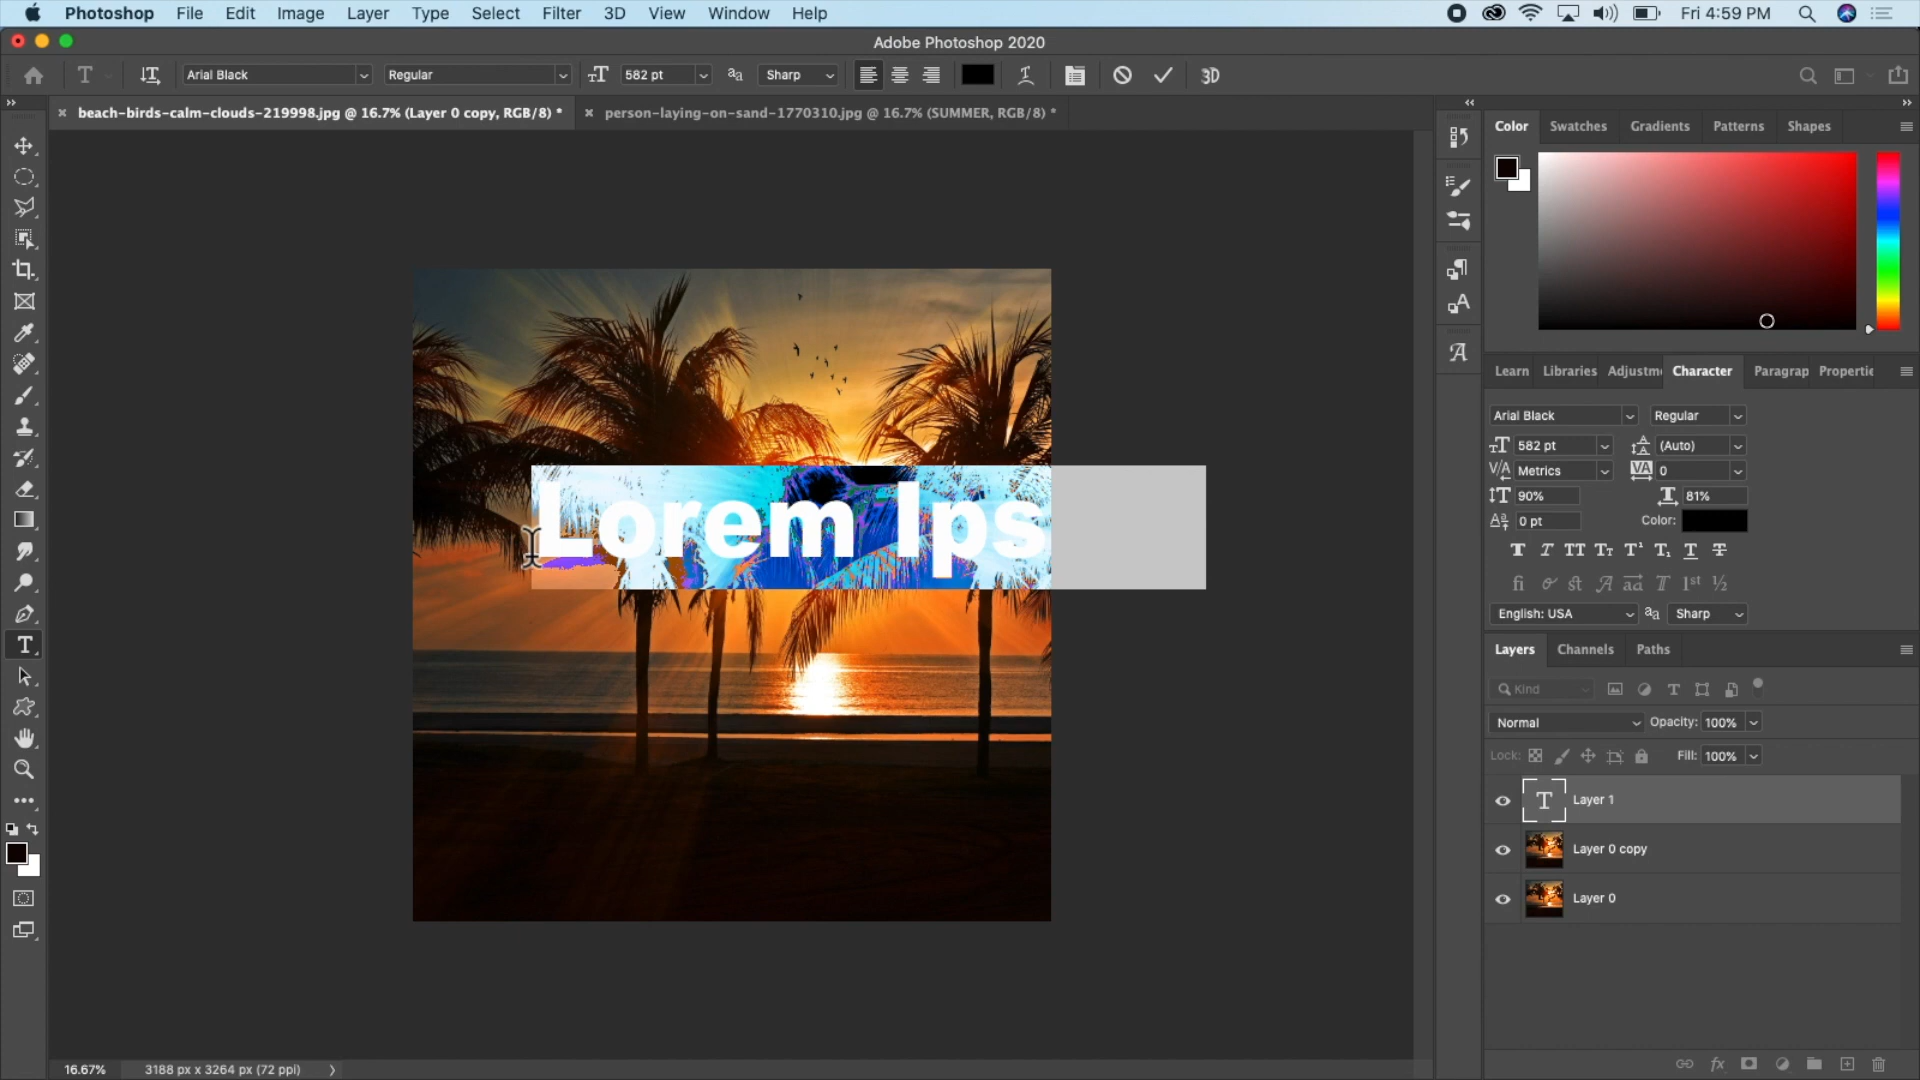 Photoshop File Edit Image Layer Type Select Filter 3D View Window Help Fri 4:59 PM
Adobe Photoshop 2020
Arial Black Regular 582 pt Sharp 3D
beach-birds-calm-clouds-219998.jpg @ 16.7% (Layer 0 copy, RGB/8) * person-laying-on-sand-1770310.jpg @ 16.7% (SUMMER, RGB/8) *
Color Swatches Gradients Patterns Shapes
Learn Libraries Adjustm Character Paragrap Propertie
Arial Black Regular
582 pt (Auto)
Metrics 0
90% 81%
0 pt Color:
English: USA Sharp
Lorem Ips
Layers Channels Paths
Kind
Normal Opacity: 100%
Lock: Fill: 100%
Layer 1
Layer 0 copy
Layer 0
16.67% 3188 px x 3264 px (72 ppi)